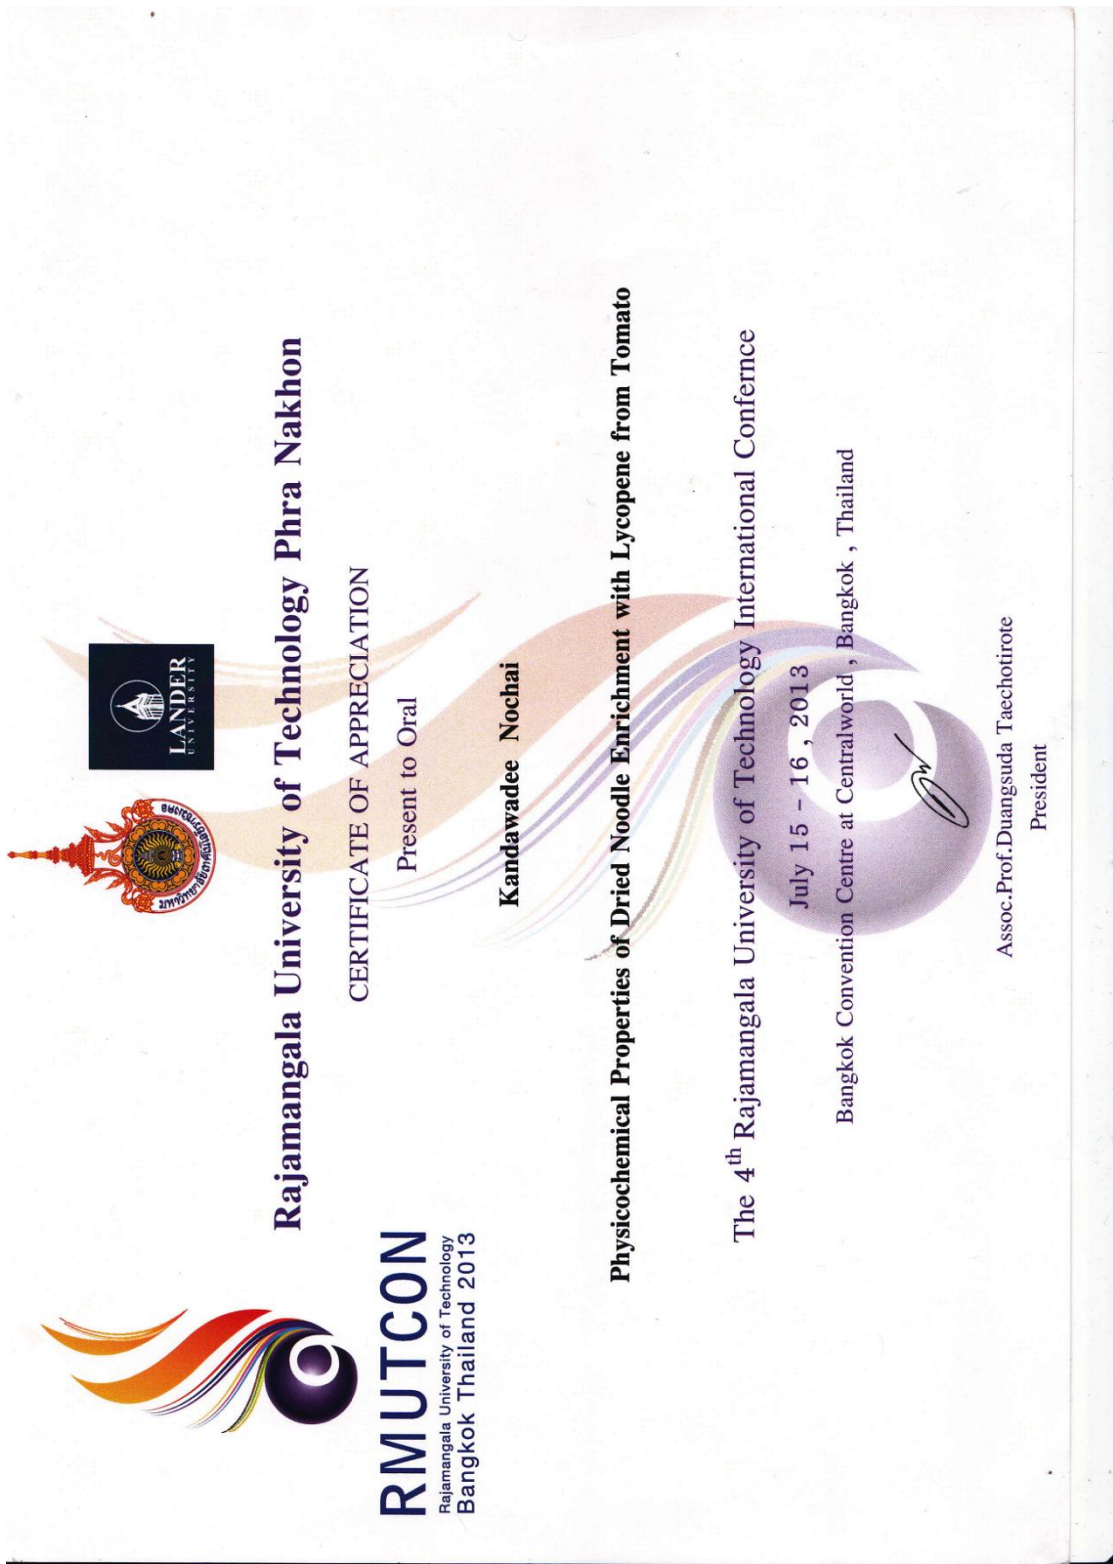 LANDER
UNIVERSITY
RMUTCON
Rajamangala University of Technology
Bangkok Thailand 2013
Rajamangala University of Technology Phra Nakhon
CERTIFICATE OF APPRECIATION
Present to Oral
Kandawadee Nochai
Physicochemical Properties of Dried Noodle Enrichment with Lycopene from Tomato
The 4th Rajamangala University of Technology International Confernce
July 15 - 16 , 2013
Bangkok Convention Centre at Centralworld , Bangkok , Thailand
Assoc.Prof.Duangsuda Taechotirote
President